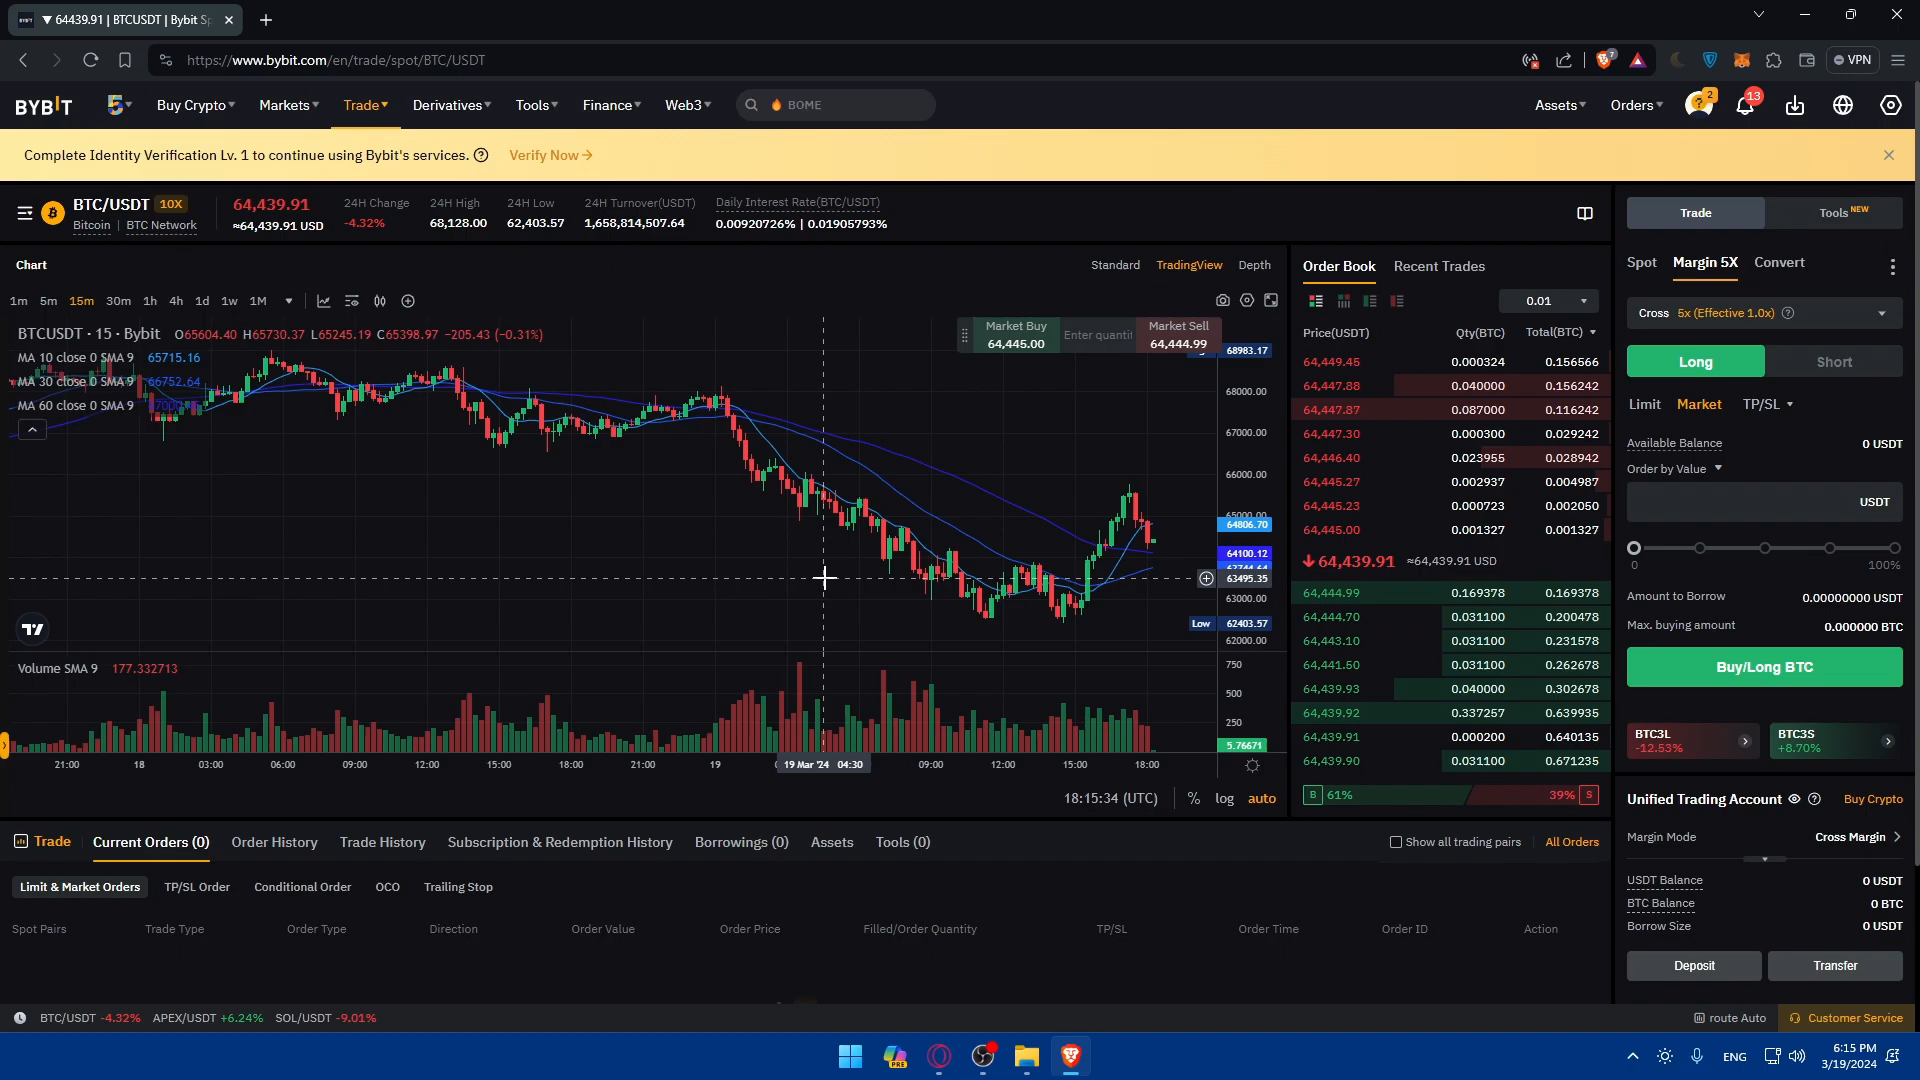 ▼ 64439.91 | BTCUSDT | Bybit Sp
https://www.bybit.com/en/trade/spot/BTC/USDT
7
VPN
BYBIT
Buy Crypto
Markets
Trade
Derivatives
Tools
Finance
Web3
BOME
Assets
Orders
2
13
Complete Identity Verification Lv. 1 to continue using Bybit's services.
Verify Now
BTC/USDT 10X
Bitcoin | BTC Network
64,439.91
≈64,439.91 USD
24H Change
-4.32%
24H High
68,128.00
24H Low
62,403.57
24H Turnover(USDT)
1,658,814,507.64
Daily Interest Rate(BTC/USDT)
0.00920726% | 0.01905793%
Chart
Standard TradingView Depth
1m 5m 15m 30m 1h 4h 1d 1w 1M
BTCUSDT · 15 · Bybit O65604.40 H65730.37 L65245.19 C65398.97 -205.43 (-0.31%)
MA 10 close 0 SMA 9 65715.16
MA 30 close 0 SMA 9 66752.64
MA 60 close 0 SMA 9
Market Buy
64,445.00
Enter quantit
Market Sell
64,444.99
68983.17
68000.00
67000.00
66000.00
65000.00
64806.70
64100.12
63495.35
63000.00
Low 62403.57
62000.00
Volume SMA 9 177.332713
750
500
250
5.76671
21:00 18 03:00 06:00 09:00 12:00 15:00 18:00 21:00 19 19 Mar '24 04:30 09:00 12:00 15:00 18:00
18:15:34 (UTC) % log auto
Order Book Recent Trades
0.01
Price(USDT) Qty(BTC) Total(BTC)
64,449.45 0.000324 0.156566
64,447.88 0.040000 0.156242
64,447.87 0.087000 0.116242
64,447.30 0.000300 0.029242
64,446.40 0.023955 0.028942
64,445.27 0.002937 0.004987
64,445.23 0.000723 0.002050
64,445.00 0.001327 0.001327
64,439.91 ≈64,439.91 USD
64,444.99 0.169378 0.169378
64,444.70 0.031100 0.200478
64,443.10 0.031100 0.231578
64,441.50 0.031100 0.262678
64,439.93 0.040000 0.302678
64,439.92 0.337257 0.639935
64,439.91 0.000200 0.640135
64,439.90 0.031100 0.671235
B 61% 39% S
Trade Tools NEW
Spot Margin 5X Convert
Cross 5x (Effective 1.0x)
Long Short
Limit Market TP/SL
Available Balance 0 USDT
Order by Value
USDT
0 100%
Amount to Borrow 0.00000000 USDT
Max. buying amount 0.000000 BTC
Buy/Long BTC
BTC3L
-12.53%
BTC3S
+8.70%
Unified Trading Account Buy Crypto
Margin Mode Cross Margin
USDT Balance 0 USDT
BTC Balance 0 BTC
Borrow Size 0 USDT
Deposit Transfer
Trade Current Orders (0) Order History Trade History Subscription & Redemption History Borrowings (0) Assets Tools (0)
Show all trading pairs All Orders
Limit & Market Orders TP/SL Order Conditional Order OCO Trailing Stop
Spot Pairs Trade Type Order Type Direction Order Value Order Price Filled/Order Quantity TP/SL Order Time Order ID Action
BTC/USDT -4.32% APEX/USDT +6.24% SOL/USDT -9.01%
route Auto Customer Service
PRE
ENG
6:15 PM
3/19/2024